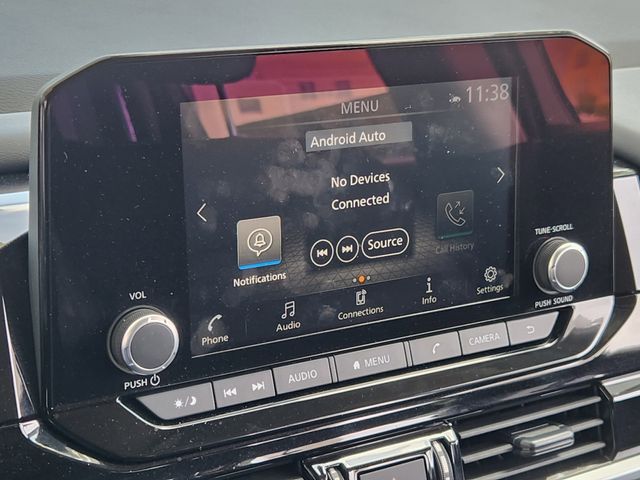 MENU
11:38
Android Auto
No Devices
Connected
Source
Notifications
Call History
Phone
Audio
Connections
Info
Settings
VOL
PUSH
TUNE·SCROLL
PUSH SOUND
AUDIO
MENU
CAMERA